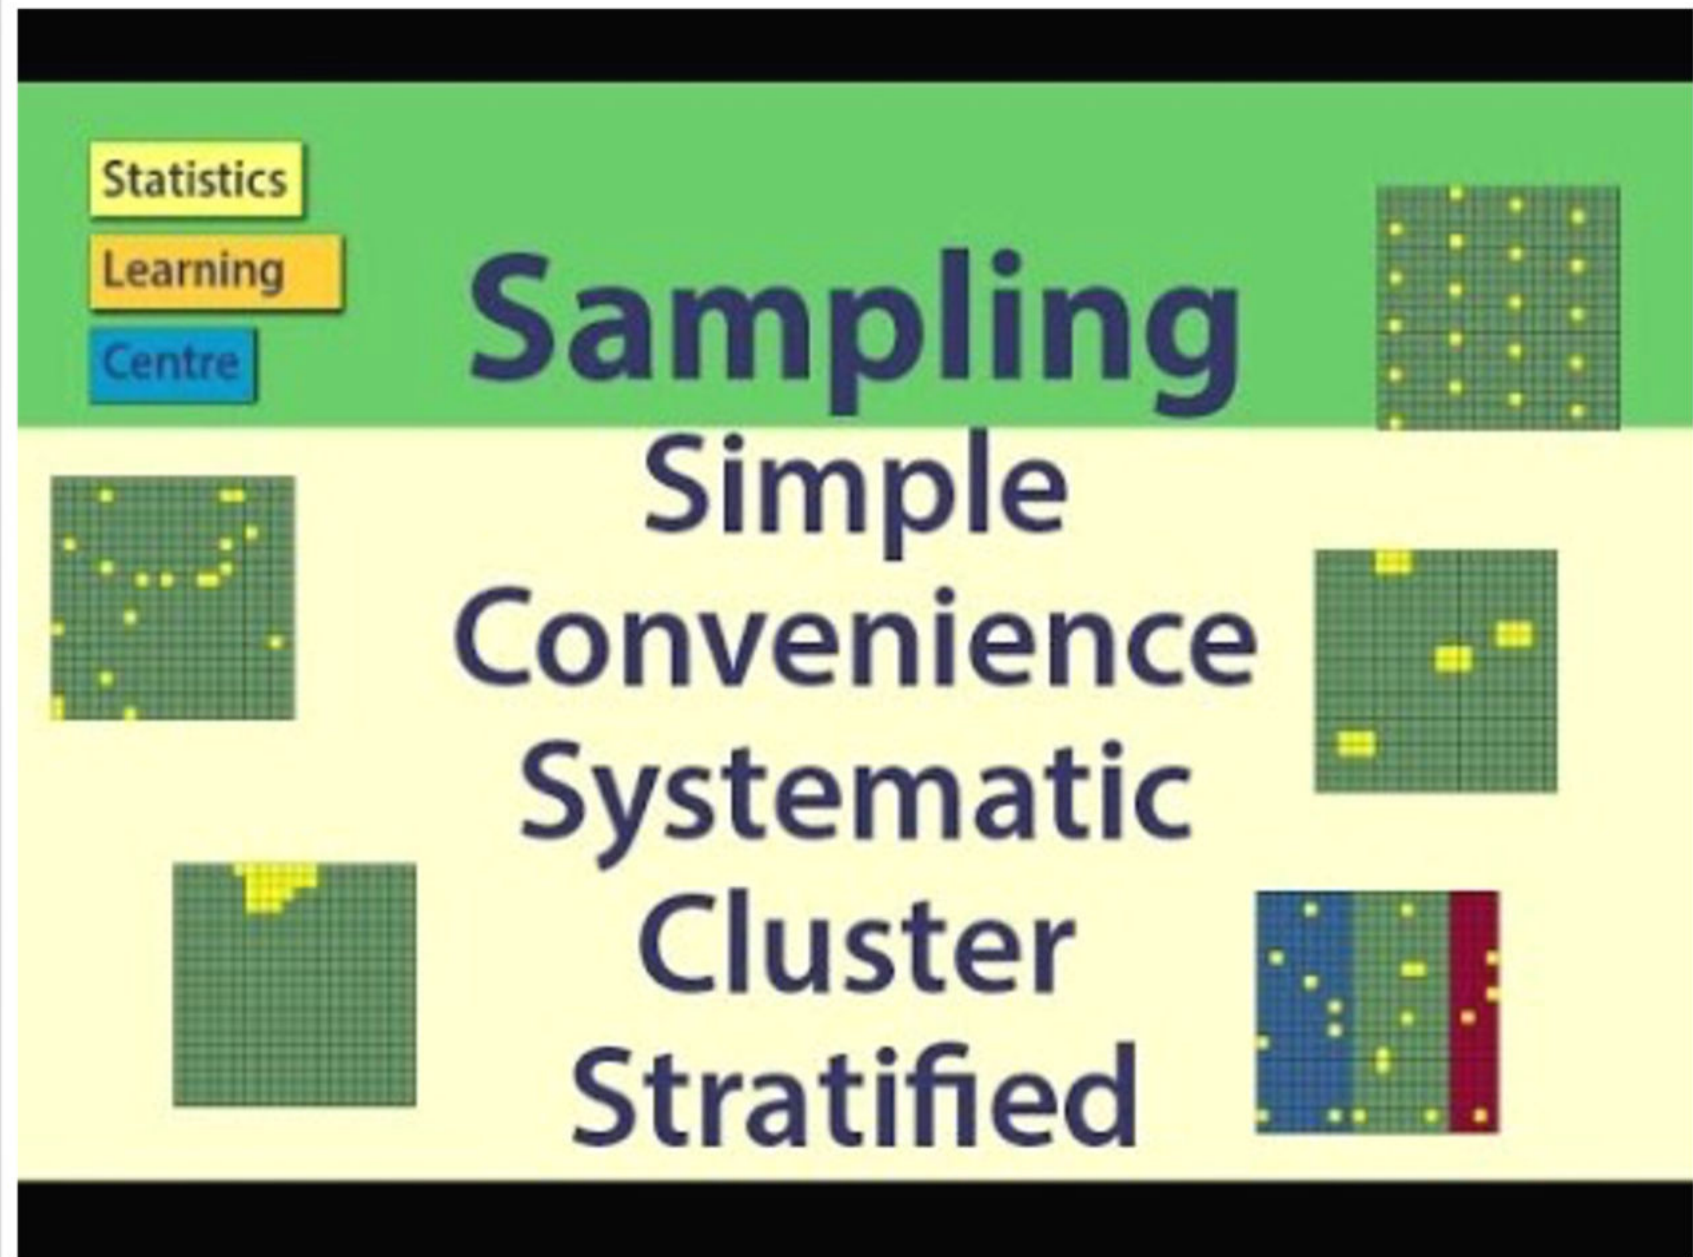 Statistics
Learning
Centre
Sampling
Simple
Convenience
Systematic
Cluster
Stratified